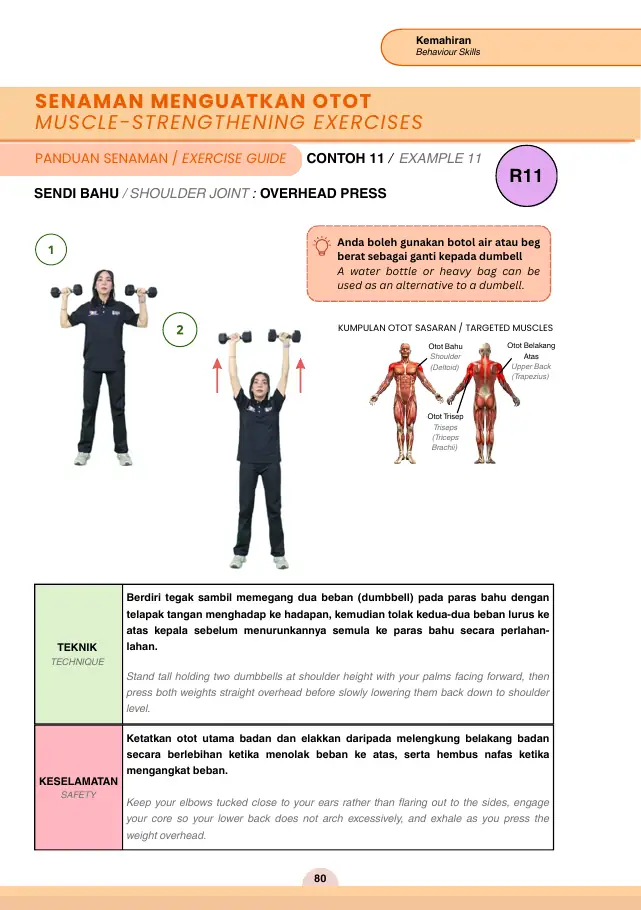 Kemahiran
Behaviour Skills
SENAMAN MENGUATKAN OTOT
MUSCLE-STRENGTHENING EXERCISES
PANDUAN SENAMAN / EXERCISE GUIDE
CONTOH 11 / EXAMPLE 11
R11
SENDI BAHU / SHOULDER JOINT : OVERHEAD PRESS
1
Anda boleh gunakan botol air atau beg
berat sebagai ganti kepada dumbell
A water bottle or heavy bag can be
used as an alternative to a dumbell.
2
KUMPULAN OTOT SASARAN / TARGETED MUSCLES
Otot Bahu
Shoulder
(Deltoid)
Otot Belakang
Atas
Upper Back
(Trapezius)
Otot Trisep
Triseps
(Triceps
Brachii)
TEKNIK
TECHNIQUE
Berdiri tegak sambil memegang dua beban (dumbbell) pada paras bahu dengan
telapak tangan menghadap ke hadapan, kemudian tolak kedua-dua beban lurus ke
atas kepala sebelum menurunkannya semula ke paras bahu secara perlahan-
lahan.
Stand tall holding two dumbbells at shoulder height with your palms facing forward, then
press both weights straight overhead before slowly lowering them back down to shoulder
level.
KESELAMATAN
SAFETY
Ketatkan otot utama badan dan elakkan daripada melengkung belakang badan
secara berlebihan ketika menolak beban ke atas, serta hembus nafas ketika
mengangkat beban.
Keep your elbows tucked close to your ears rather than flaring out to the sides, engage
your core so your lower back does not arch excessively, and exhale as you press the
weight overhead.
80